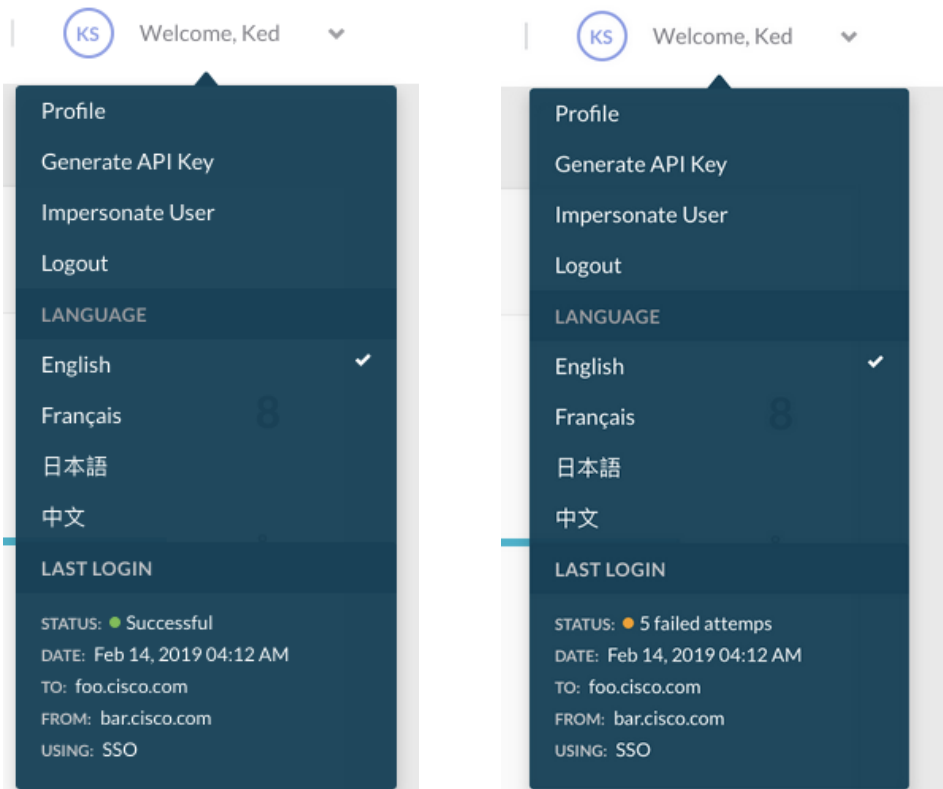 KS Welcome, Ked
Profile
Generate API Key
Impersonate User
Logout
LANGUAGE
English
Français
8
日本語
中文
LAST LOGIN
STATUS: Successful
DATE: Feb 14, 2019 04:12 AM
TO: foo.cisco.com
FROM: bar.cisco.com
USING: SSO
KS Welcome, Ked
Profile
Generate API Key
Impersonate User
Logout
LANGUAGE
English
Français
8
日本語
中文
LAST LOGIN
STATUS: 5 failed attemps
DATE: Feb 14, 2019 04:12 AM
TO: foo.cisco.com
FROM: bar.cisco.com
USING: SSO